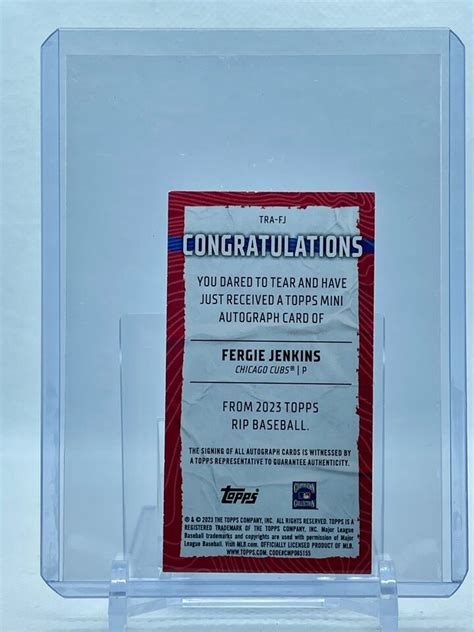 TRA-FJ
CONGRATULATIONS
YOU DARED TO TEAR AND HAVE
JUST RECEIVED A TOPPS MINI
AUTOGRAPH CARD OF
FERGIE JENKINS
CHICAGO CUBS® | P
FROM 2023 TOPPS
RIP BASEBALL.
THE SIGNING OF ALL AUTOGRAPH CARDS IS WITNESSED BY
A TOPPS REPRESENTATIVE TO GUARANTEE AUTHENTICITY.
Topps
COOPERSTOWN
COLLECTION
® & © 2023 THE TOPPS COMPANY, INC. ALL RIGHTS RESERVED. TOPPS IS A
REGISTERED TRADEMARK OF THE TOPPS COMPANY, INC. Major League
Baseball trademarks and copyrights are used with permission of Major
League Baseball. Visit MLB.com. OFFICIALLY LICENSED PRODUCT OF MLB.
WWW.TOPPS.COM. CODE#CMP085155